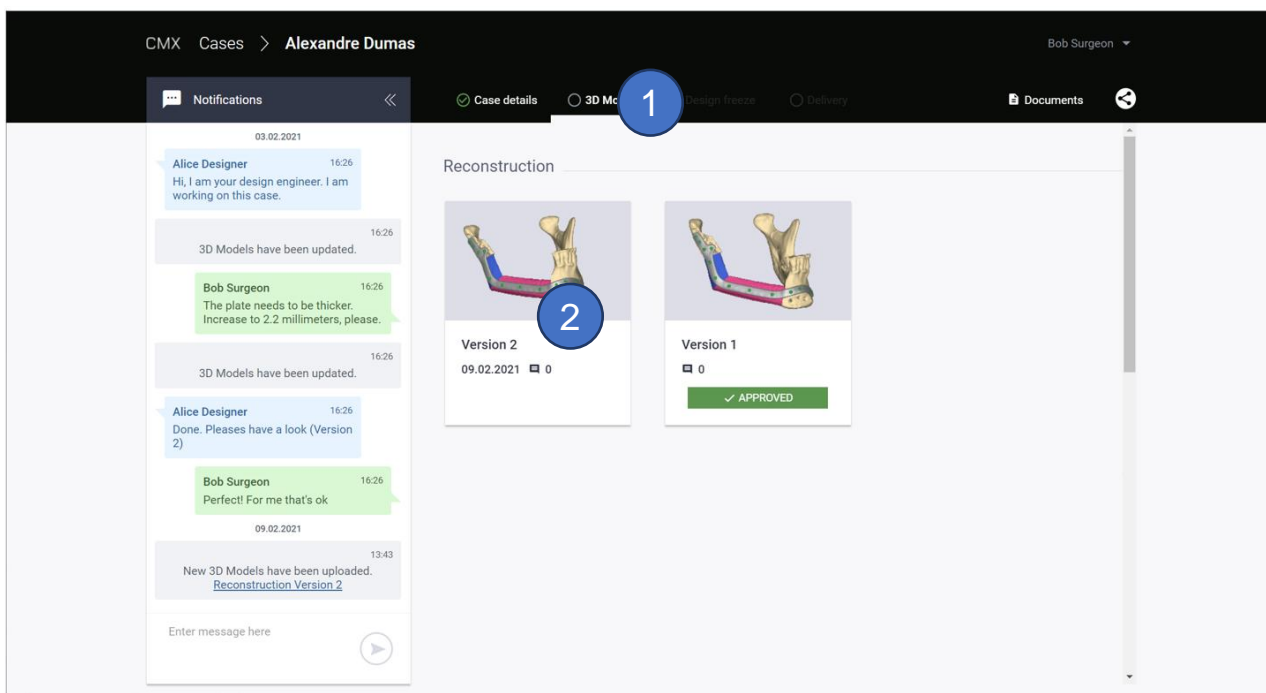 CMX Cases > Alexandre Dumas
Bob Surgeon
Notifications
Case details
3D Mo
1
Design freeze
Delivery
Documents
03.02.2021
Alice Designer 16:26
Hi, I am your design engineer. I am
working on this case.
16:26
3D Models have been updated.
Bob Surgeon 16:26
The plate needs to be thicker.
Increase to 2.2 millimeters, please.
16:26
3D Models have been updated.
Alice Designer 16:26
Done. Pleases have a look (Version
2)
Bob Surgeon 16:26
Perfect! For me that's ok
09.02.2021
13:43
New 3D Models have been uploaded.
Reconstruction Version 2
Enter message here
Reconstruction
2
Version 2
09.02.2021 0
Version 1
0
✓ APPROVED